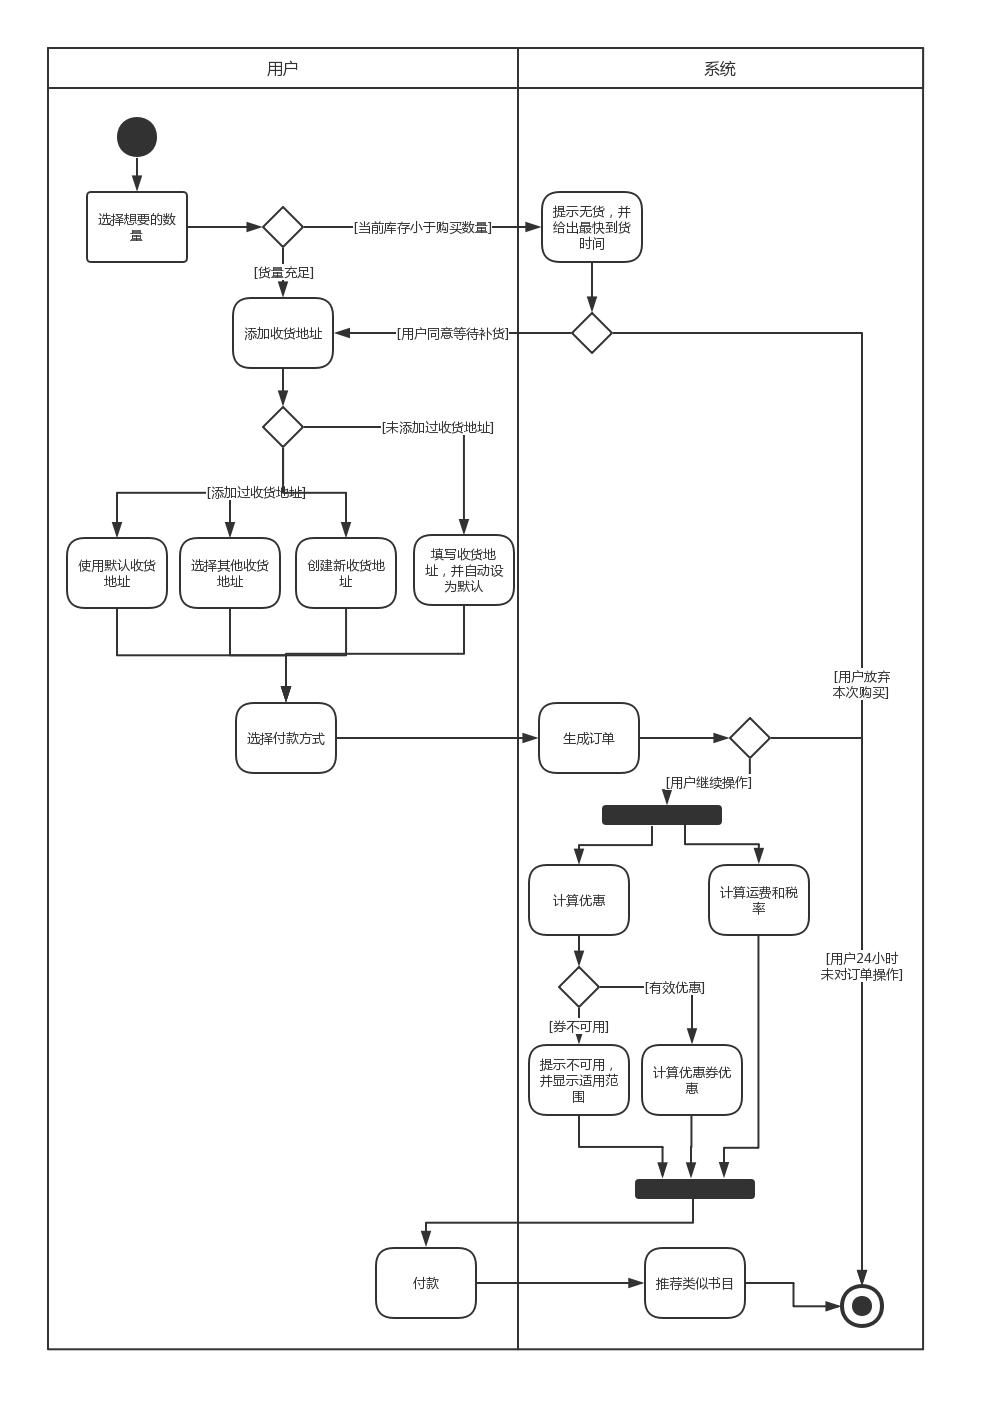 用户
系统
选择想要的数
量
[当前库存小于购买数量]
提示无货，并
给出最快到货
时间
[货量充足]
添加收货地址
[用户同意等待补货]
[未添加过收货地址]
[添加过收货地址]
使用默认收货
地址
选择其他收货
地址
创建新收货地
址
填写收货地
址，并自动设
为默认
[用户放弃
本次购买]
选择付款方式
生成订单
[用户继续操作]
计算优惠
计算运费和税
率
[用户24小时
未对订单操作]
[有效优惠]
[券不可用]
提示不可用，
并显示适用范
围
计算优惠券优
惠
付款
推荐类似书目